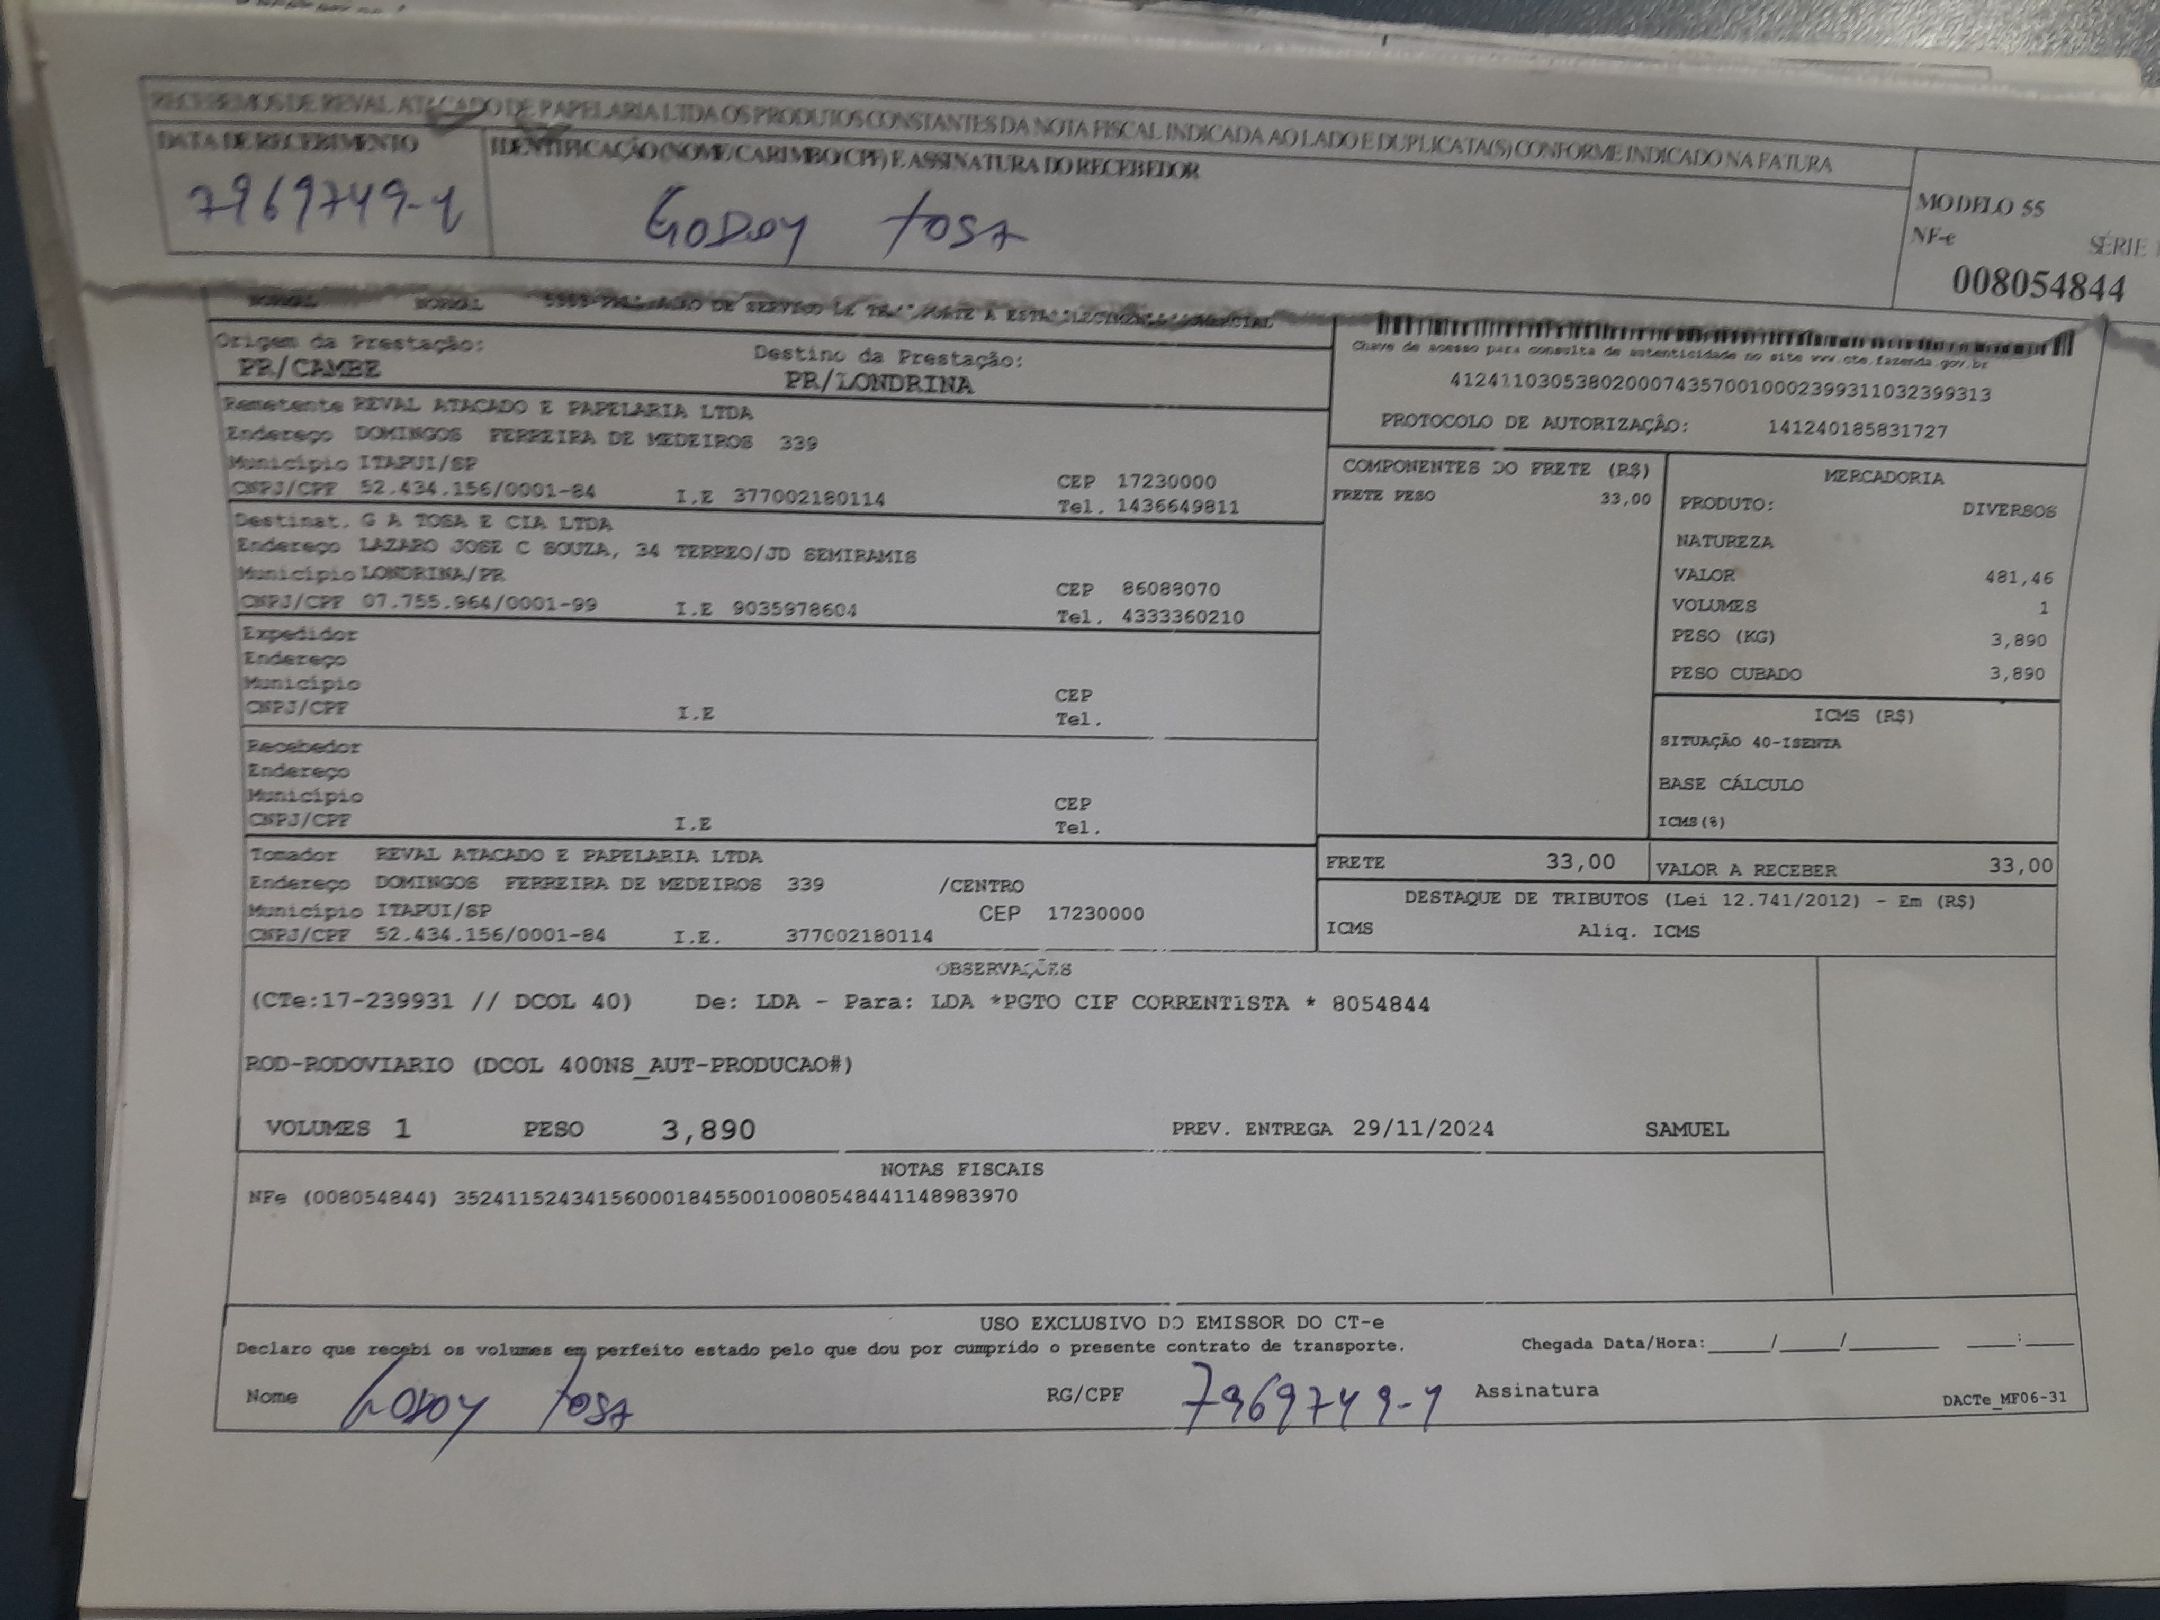 RECEBEMOS DE REVAL ATACADO DE PAPELARIA LTDA OS PRODUTOS CONSTANTES DA NOTA FISCAL INDICADA AO LADO E DUPLICATA(S) CONFORME INDICADO NA FATURA
DATA DE RECEBIMENTO
IDENTIFICAÇÃO (NOME/CARIMBO/CPF) E ASSINATURA DO RECEBEDOR
7969749-4
GODOY TOSA
MODELO 55
NF-e SÉRIE
008054844
NORMAL NORMAL DE SERVIÇO DE
Origem da Prestação:
PR/CAMBE
Destino da Prestação:
PR/LONDRINA
Remetente REVAL ATACADO E PAPELARIA LTDA
Endereço DOMINGOS FERREIRA DE MEDEIROS 339
Município ITAPUI/SP CEP 17230000
CNPJ/CPF 52.434.156/0001-84 I.E 377002180114 Tel. 1436649811
Destinat. G A TOSA E CIA LTDA
Endereço LAZARO JOSE C SOUZA, 34 TERREO/JD SEMIRAMIS
Município LONDRINA/PR CEP 86088070
CNPJ/CPF 07.755.964/0001-99 I.E 9035978604 Tel. 4333360210
Expedidor
Endereço
Município CEP
CNPJ/CPF I.E Tel.
Recebedor
Endereço
Município CEP
CNPJ/CPF I.E Tel.
Tomador REVAL ATACADO E PAPELARIA LTDA
Endereço DOMINGOS FERREIRA DE MEDEIROS 339 /CENTRO
Município ITAPUI/SP CEP 17230000
CNPJ/CPF 52.434.156/0001-84 I.E. 377002180114
Chave de acesso para consulta de autenticidade no site www.cte.fazenda.gov.br
41241103053802000743570010002399311032399313
PROTOCOLO DE AUTORIZAÇÃO: 141240185831727
COMPONENTES DO FRETE (R$)
FRETE PESO 33,00
MERCADORIA
PRODUTO: DIVERSOS
NATUREZA
VALOR 481,46
VOLUMES 1
PESO (KG) 3,890
PESO CUBADO 3,890
ICMS (R$)
SITUAÇÃO 40-ISENTA
BASE CÁLCULO
ICMS(%)
FRETE 33,00 VALOR A RECEBER 33,00
DESTAQUE DE TRIBUTOS (Lei 12.741/2012) - Em (R$)
ICMS Aliq. ICMS
OBSERVAÇÕES
(CTe:17-239931 // DCOL 40) De: LDA - Para: LDA *PGTO CIF CORRENTISTA * 8054844
ROD-RODOVIARIO (DCOL 400NS_AUT-PRODUCAO#)
VOLUMES 1 PESO 3,890 PREV. ENTREGA 29/11/2024 SAMUEL
NOTAS FISCAIS
NFe (008054844) 35241152434156000184550010080548441148983970
USO EXCLUSIVO DO EMISSOR DO CT-e
Declaro que recebi os volumes em perfeito estado pelo que dou por cumprido o presente contrato de transporte. Chegada Data/Hora:_____/_____/________ ____:____
Nome GODOY TOSA RG/CPF 7969749-4 Assinatura DACTe_MF06-31